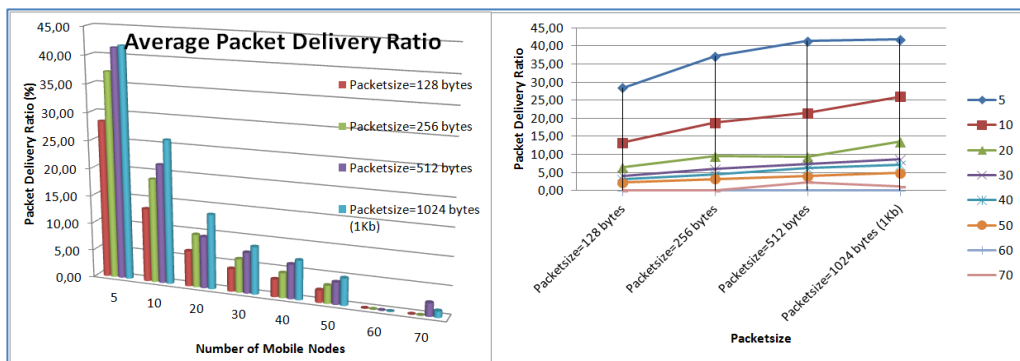 Average Packet Delivery Ratio
Packet Delivery Ratio (%)
45,00
40,00
35,00
30,00
25,00
20,00
15,00
10,00
5,00
0,00
Packetsize=128 bytes
Packetsize=256 bytes
Packetsize=512 bytes
Packetsize=1024 bytes
(1Kb)
5
10
20
30
40
50
60
70
Number of Mobile Nodes
Packet Delivery Ratio
45,00
40,00
35,00
30,00
25,00
20,00
15,00
10,00
5,00
0,00
Packetsize=128 bytes
Packetsize=256 bytes
Packetsize=512 bytes
Packetsize=1024 bytes (1Kb)
Packetsize
5
10
20
30
40
50
60
70